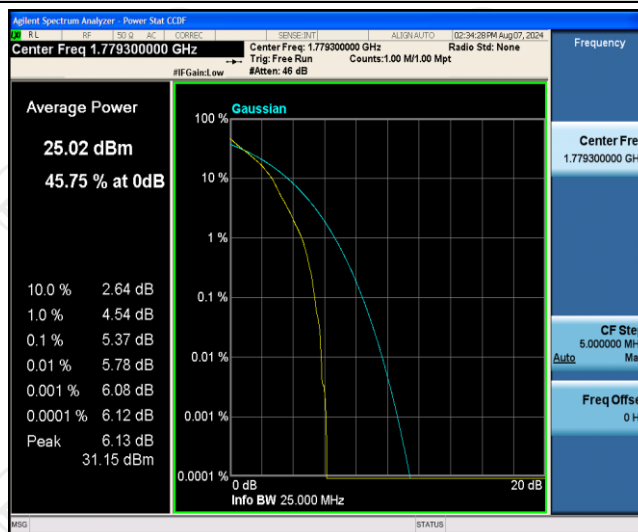 Agilent Spectrum Analyzer - Power Stat CCDF
RL RF 50 Ω AC CORREC SENSE:INT ALIGN AUTO 02:34:28PM Aug 07, 2024
Center Freq 1.779300000 GHz
Center Freq: 1.779300000 GHz Radio Std: None
Trig: Free Run Counts:1.00 M/1.00 Mpt
#IFGain:Low #Atten: 46 dB
Frequency
Average Power
25.02 dBm
45.75 % at 0dB
10.0 % 2.64 dB
1.0 % 4.54 dB
0.1 % 5.37 dB
0.01 % 5.78 dB
0.001 % 6.08 dB
0.0001 % 6.12 dB
Peak 6.13 dB
31.15 dBm
Gaussian
100 %
10 %
1 %
0.1 %
0.01 %
0.001 %
0.0001 %
0 dB 20 dB
Info BW 25.000 MHz
Center Fre
1.779300000 GH
CF Ste
5.000000 MH
Auto Ma
Freq Offse
0 H
MSG STATUS